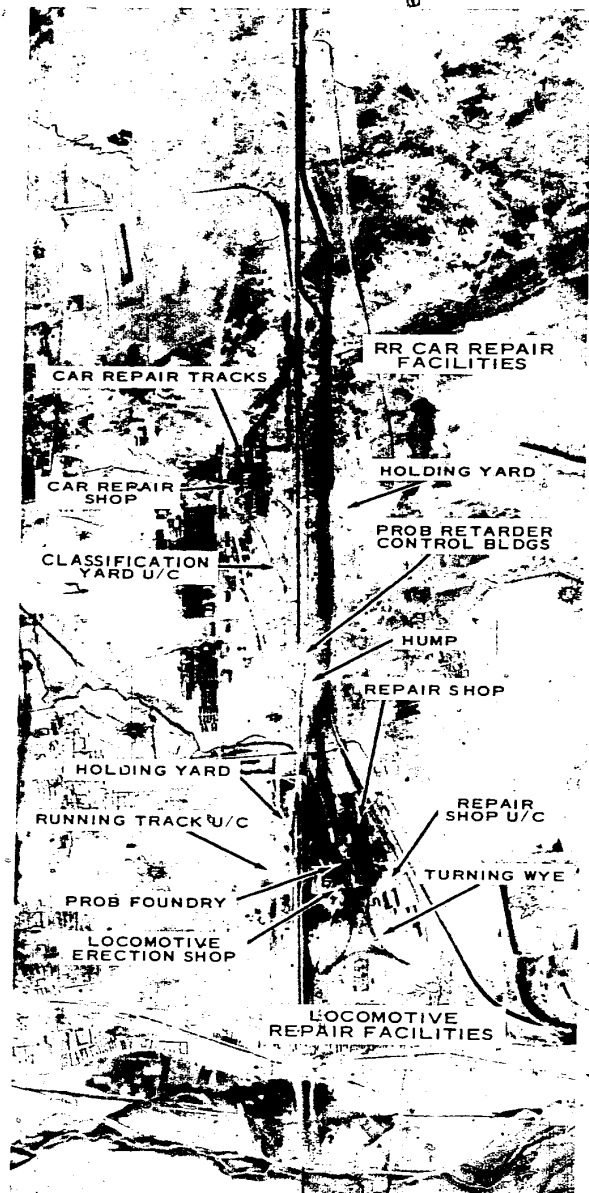 RR CAR REPAIR
FACILITIES
CAR REPAIR TRACKS
CAR REPAIR
SHOP
HOLDING YARD
PROB RETARDER
CONTROL BLDGS
CLASSIFICATION
YARD U/C
HUMP
REPAIR SHOP
HOLDING YARD
RUNNING TRACK U/C
REPAIR
SHOP U/C
TURNING WYE
PROB FOUNDRY
LOCOMOTIVE
ERECTION SHOP
LOCOMOTIVE
REPAIR FACILITIES